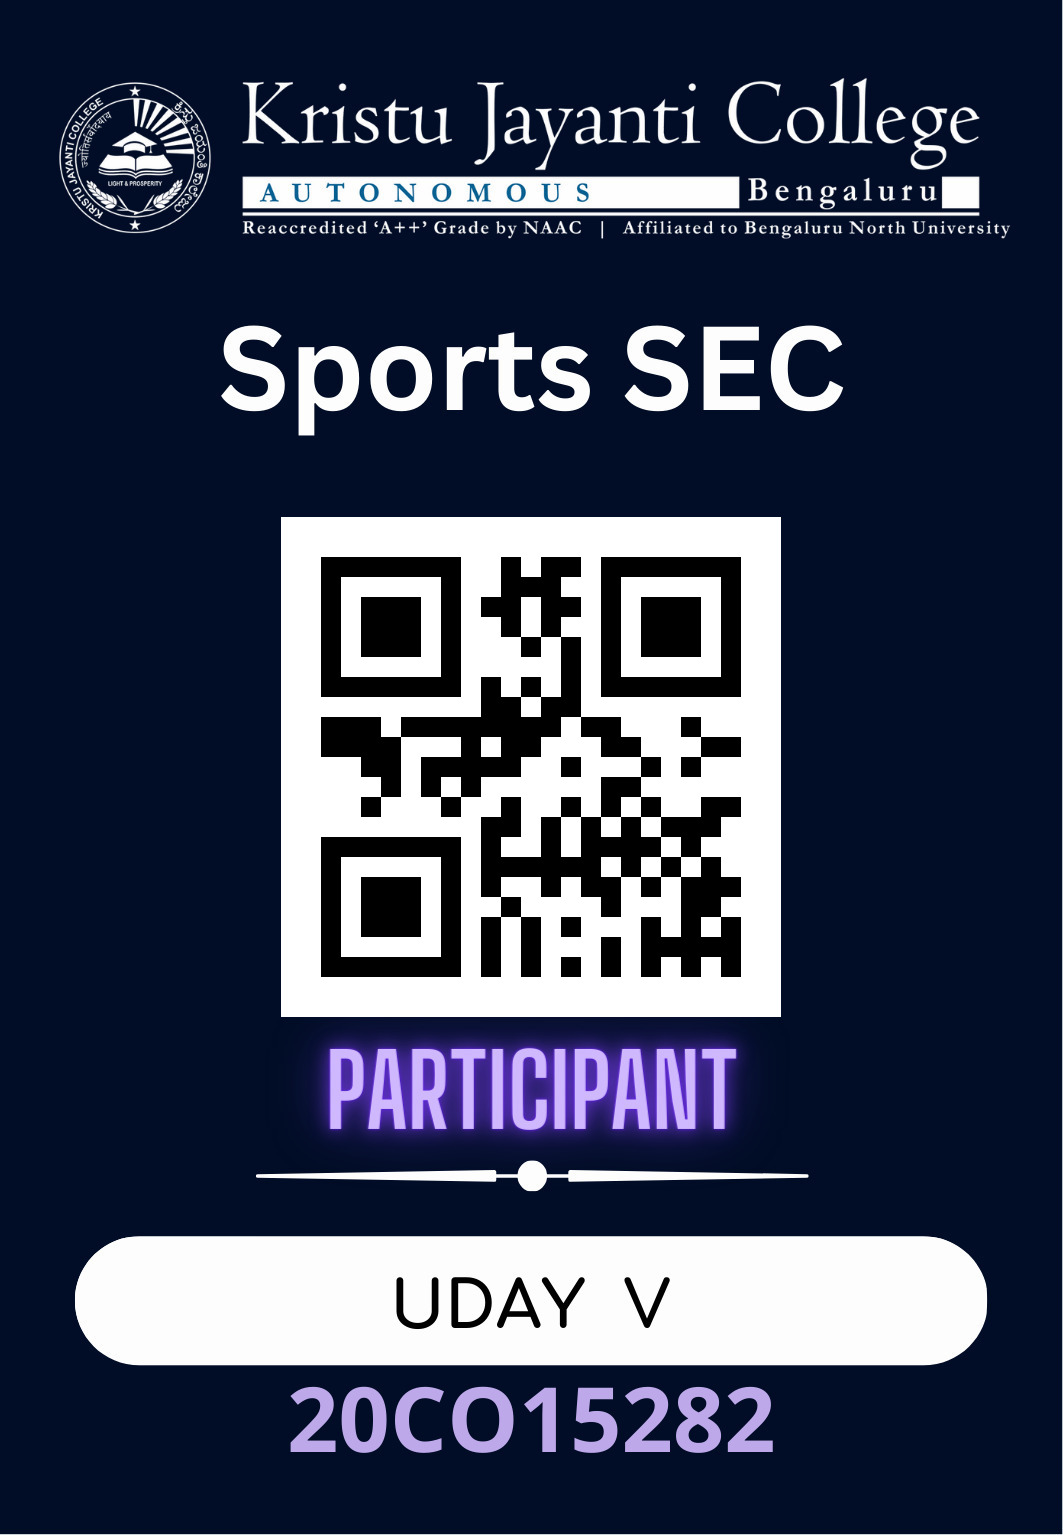 KRISTU JAYANTI COLLEGE
ज्योतिसंवाद्याय
ಕ್ರಿಸ್ತು ಜಯಂತಿ ಕಾಲೇಜು
LIGHT & PROSPERITY
Kristu Jayanti College
AUTONOMOUS Bengaluru
Reaccredited ‘A++’ Grade by NAAC | Affiliated to Bengaluru North University
Sports SEC
PARTICIPANT
UDAY V
20CO15282